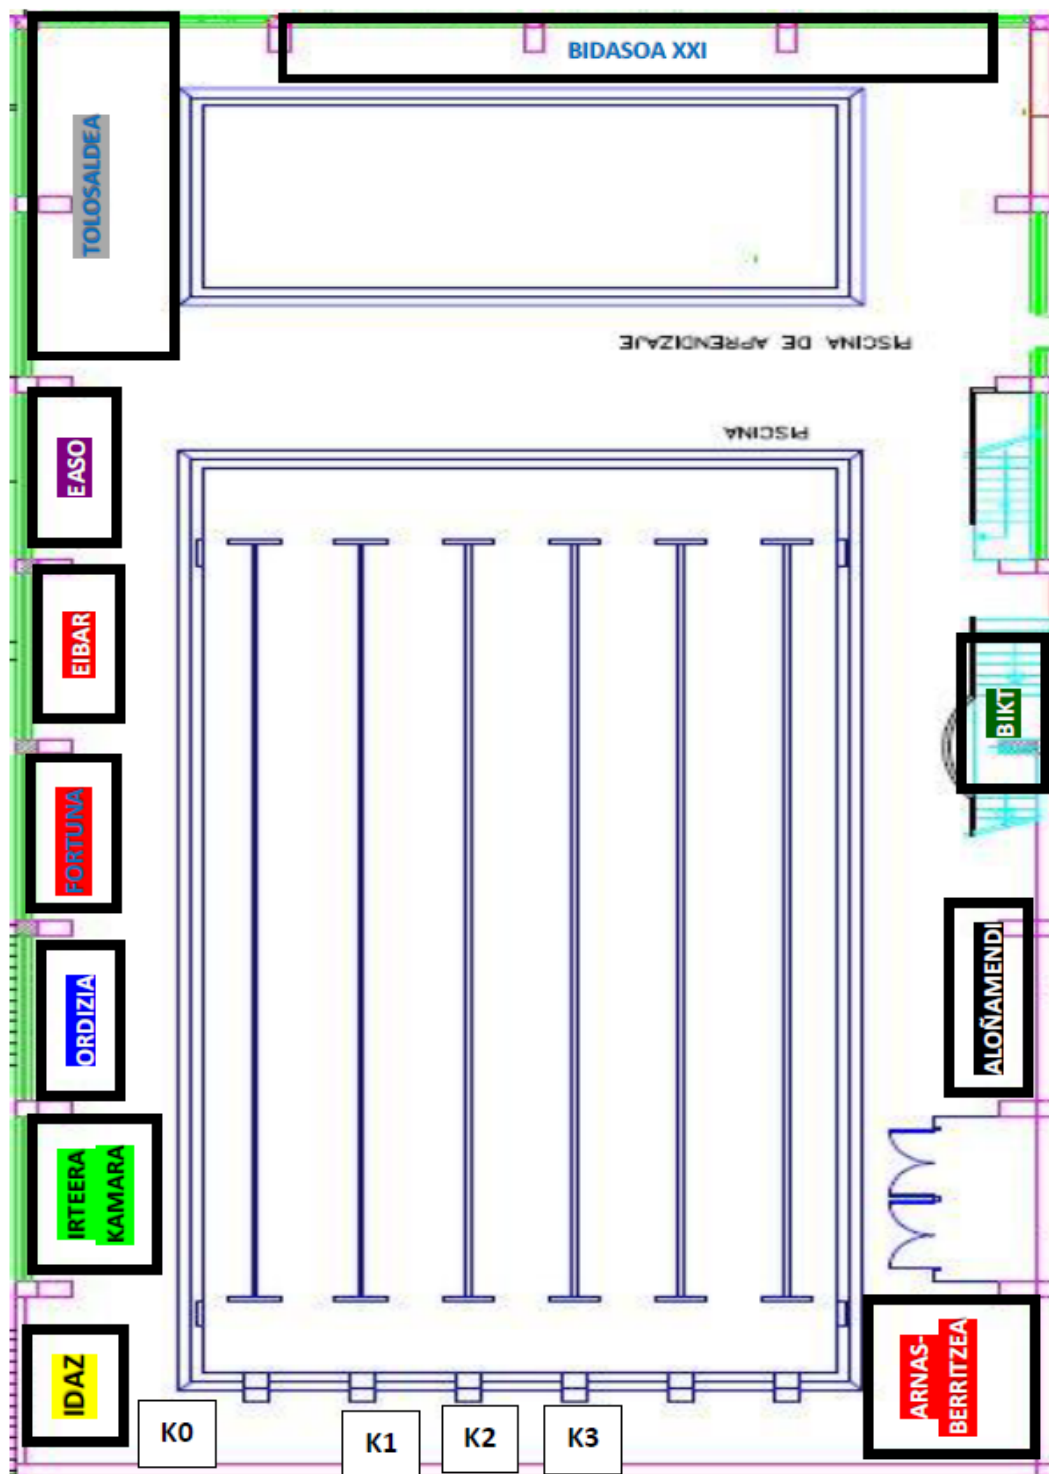 BIDASOA XXI
TOLOSALDEA
PISCINA DE APRENDIZAJE
PISCINA
EASO
EIBAR
BIKT
FORTUNA
ORDIZIA
ALOÑAMENDI
IRTEERA
KAMARA
IDAZ
ARNAS-
BERRITZEA
K0
K1
K2
K3